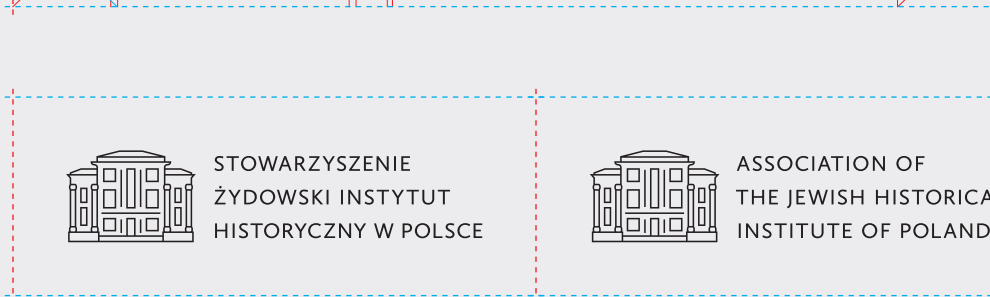 STOWARZYSZENIE
ŻYDOWSKI INSTYTUT
HISTORYCZNY W POLSCE
ASSOCIATION OF
THE JEWISH HISTORICA
INSTITUTE OF POLAND